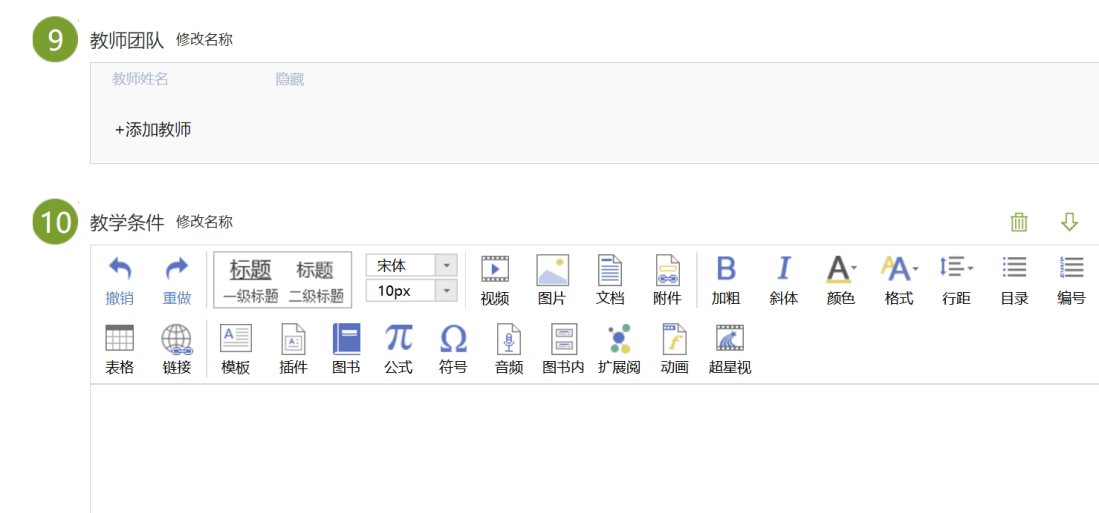 9 教师团队 修改名称
教师姓名 隐藏
+添加教师
10 教学条件 修改名称
标题 标题 宋体
撤销 重做 一级标题 二级标题 10px 视频 图片 文档 附件 B 加粗 I 斜体 A 颜色 AA 格式 行距 目录 编号
表格 链接 A 模板 A 插件 图书 π 公式 Ω 符号 音频 图书内 扩展阅 f 动画 超星视